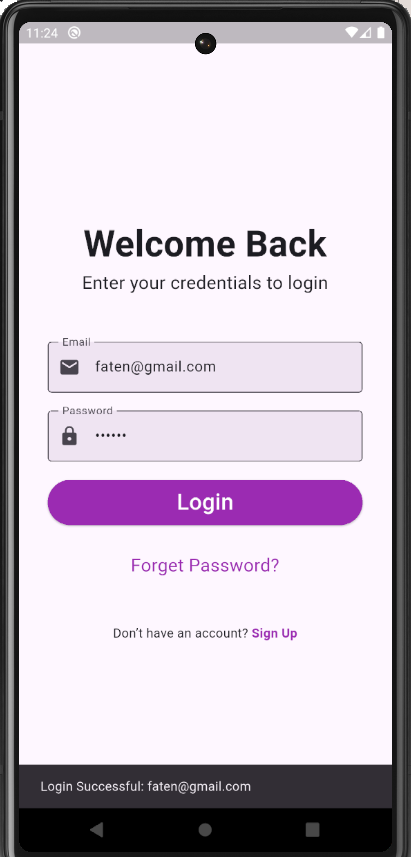 11:24
Welcome Back
Enter your credentials to login
Email
faten@gmail.com
Password
••••••
Login
Forget Password?
Don't have an account? Sign Up
Login Successful: faten@gmail.com